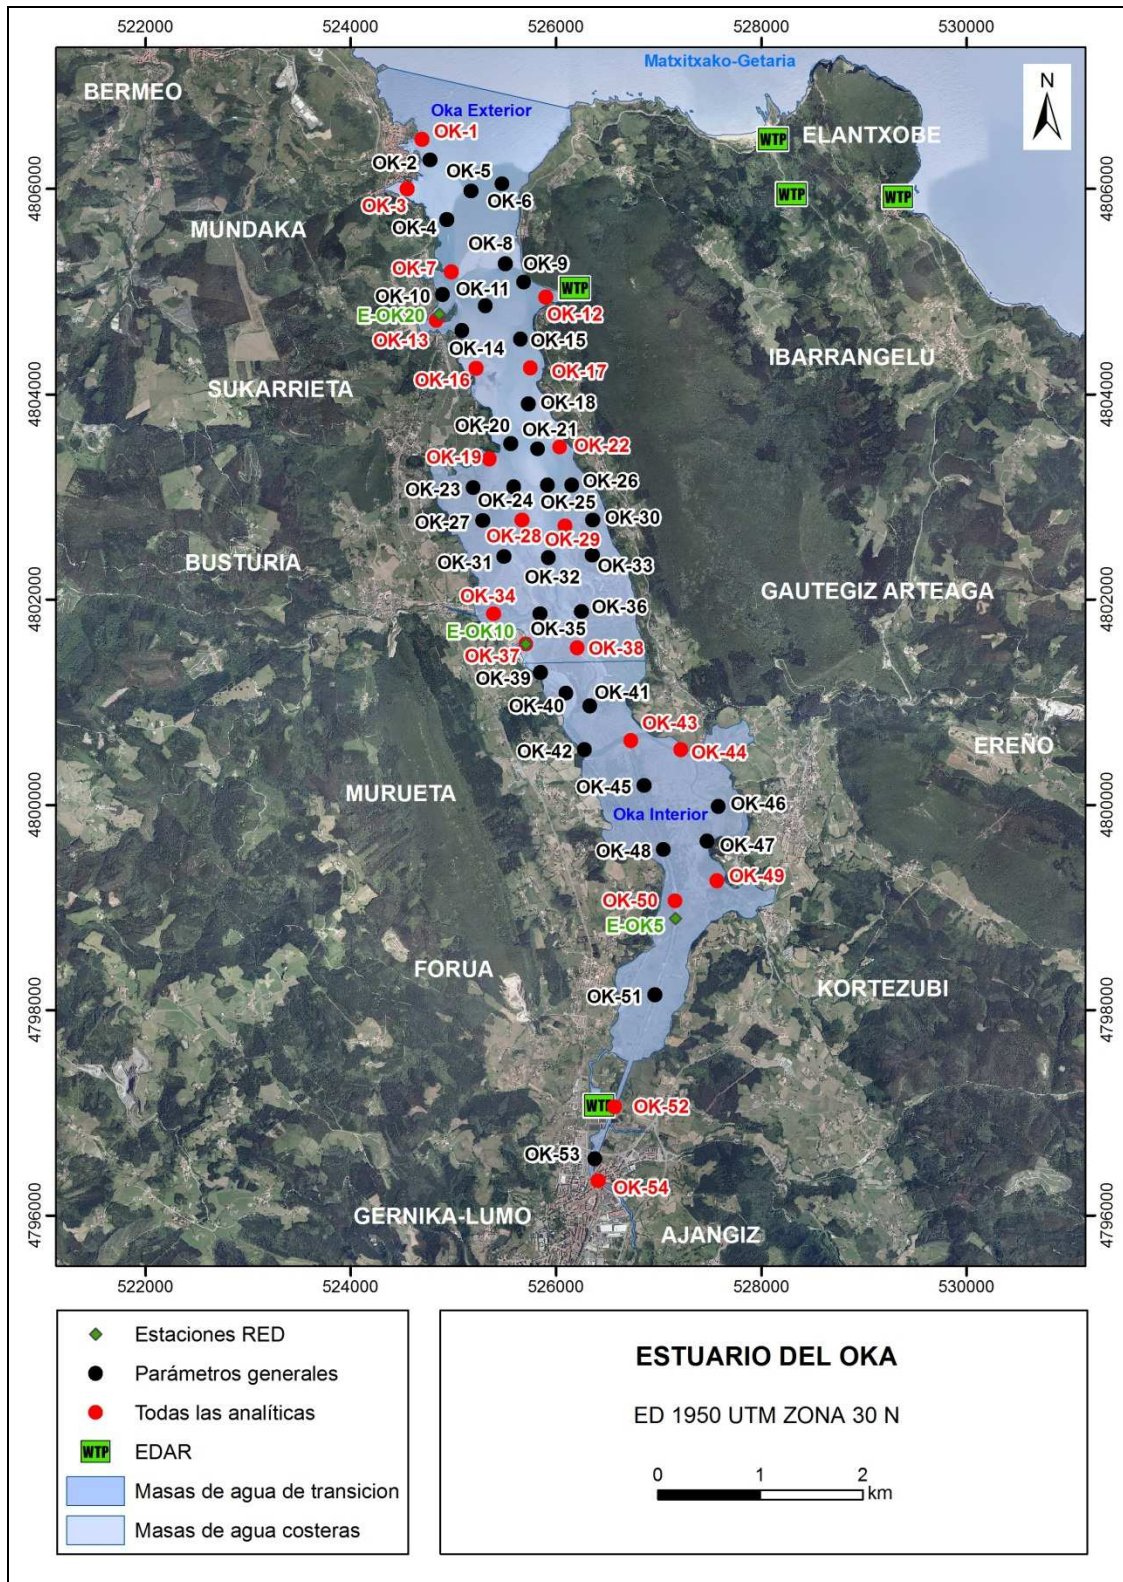 522000 524000 526000 528000 530000
Matxitxako-Getaria
BERMEO
N
Oka Exterior
WTP
ELANTXOBE
OK-1
OK-2
OK-5
4806000
OK-6
WTP
WTP
4806000
OK-3
OK-4
MUNDAKA
OK-8
OK-7
OK-9
OK-10
OK-11
WTP
OK-12
E-OK20
OK-13
OK-14
OK-15
IBARRANGELU
OK-16
OK-17
SUKARRIETA
4804000
OK-18
4804000
OK-20
OK-21
OK-22
OK-19
OK-23
OK-24
OK-25
OK-26
OK-27
OK-28
OK-29
OK-30
BUSTURIA
OK-31
OK-32
OK-33
GAUTEGIZ ARTEAGA
OK-34
4802000
OK-36
4802000
E-OK10
OK-35
OK-37
OK-38
OK-39
OK-40
OK-41
OK-43
OK-42
OK-44
EREÑO
OK-45
MURUETA
OK-46
4800000
Oka Interior
4800000
OK-48
OK-47
OK-49
OK-50
E-OK5
FORUA
KORTEZUBI
OK-51
4798000
4798000
WTP
OK-52
OK-53
OK-54
GERNIKA-LUMO
AJANGIZ
4796000
4796000
522000 524000 526000 528000 530000
Estaciones RED
Parámetros generales
Todas las analíticas
WTP EDAR
Masas de agua de transicion
Masas de agua costeras
ESTUARIO DEL OKA
ED 1950 UTM ZONA 30 N
0 1 2
km